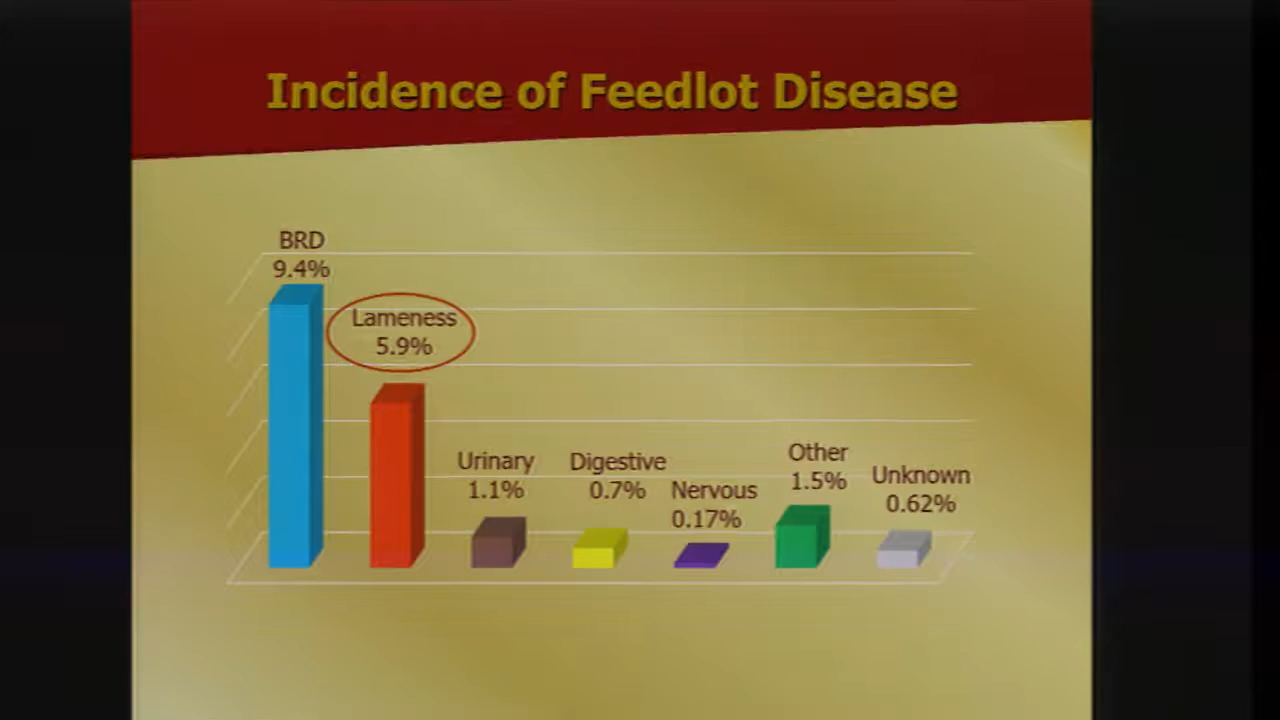 Incidence of Feedlot Disease
BRD
9.4%
Lameness
5.9%
Urinary
1.1%
Digestive
0.7%
Nervous
0.17%
Other
1.5%
Unknown
0.62%